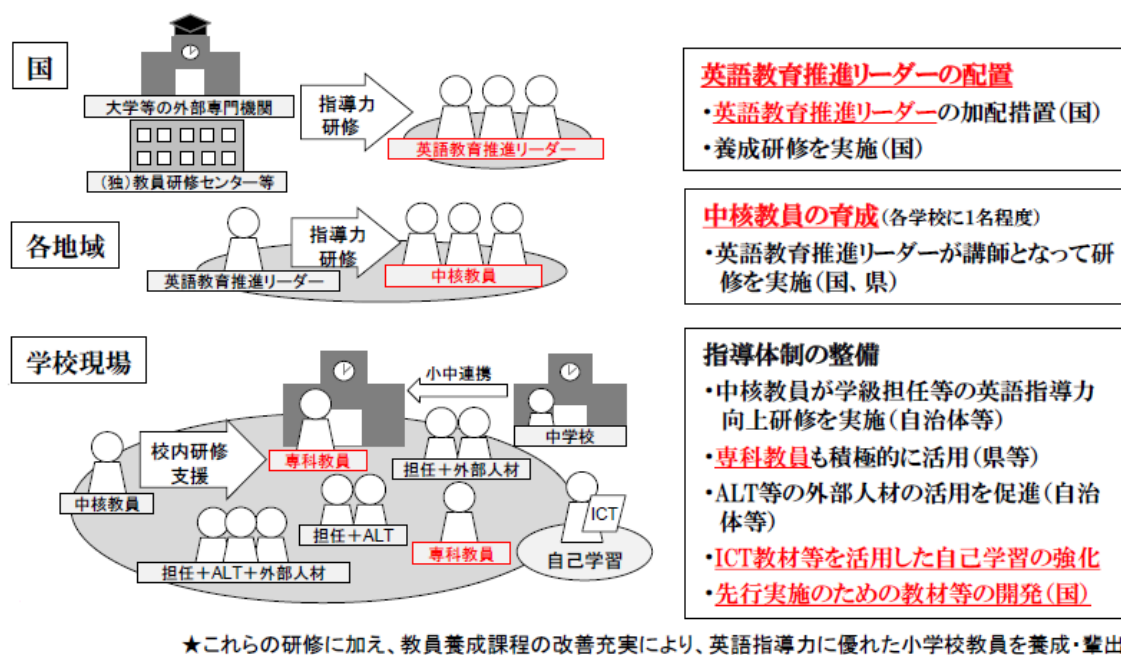 国
大学等の外部専門機関
(独)教員研修センター等
指導力
研修
英語教育推進リーダー
英語教育推進リーダーの配置
・英語教育推進リーダーの加配措置(国)
・養成研修を実施(国)
各地域
英語教育推進リーダー
指導力
研修
中核教員
中核教員の育成(各学校に1名程度)
・英語教育推進リーダーが講師となって研
修を実施(国、県)
学校現場
小中連携
中学校
中核教員
校内研修
支援
専科教員
担任+外部人材
担任+ALT
専科教員
担任+ALT+外部人材
ICT
自己学習
指導体制の整備
・中核教員が学級担任等の英語指導力
向上研修を実施(自治体等)
・専科教員も積極的に活用(県等)
・ALT等の外部人材の活用を促進(自治
体等)
・ICT教材等を活用した自己学習の強化
・先行実施のための教材等の開発(国)
★これらの研修に加え、教員養成課程の改善充実により、英語指導力に優れた小学校教員を養成・輩出